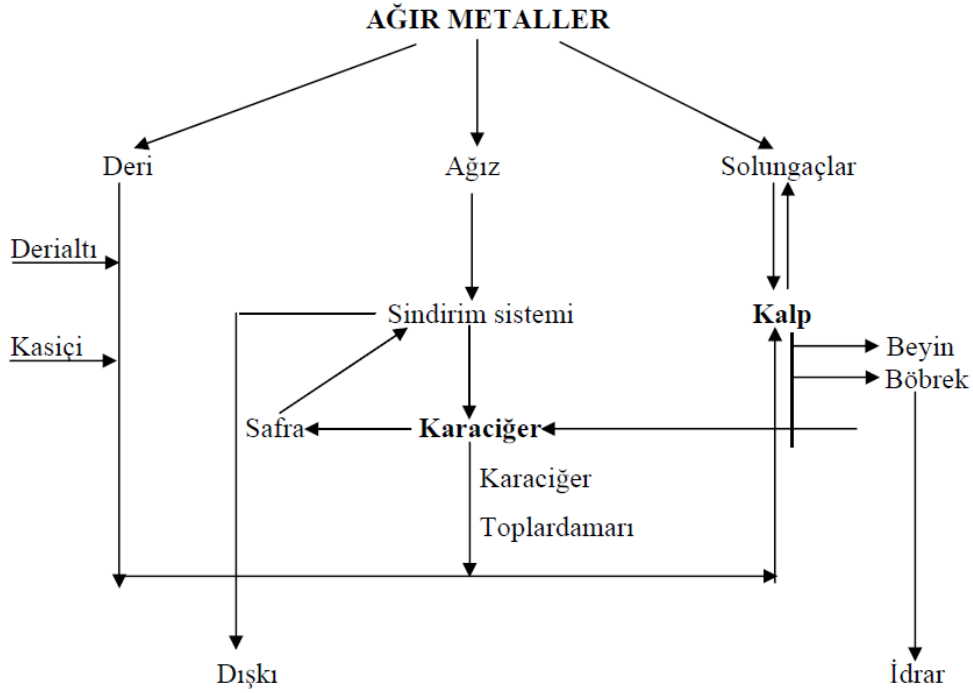 AĞIR METALLER
Deri
Ağız
Solungaçlar
Derialtı
Sindirim sistemi
Kalp
Kasiçi
Beyin
Böbrek
Safra
Karaciğer
Karaciğer
Toplardamarı
Dışkı
İdrar